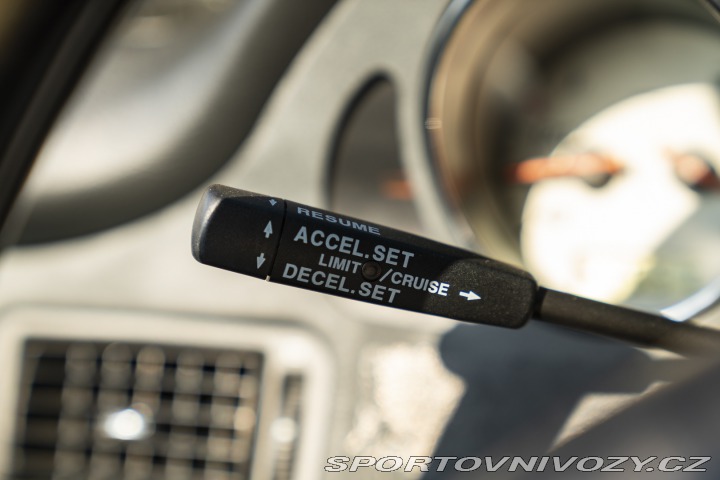 RESUME
ACCEL.SET
LIMIT /CRUISE
DECEL.SET
SPORTOVNIVOZY.CZ